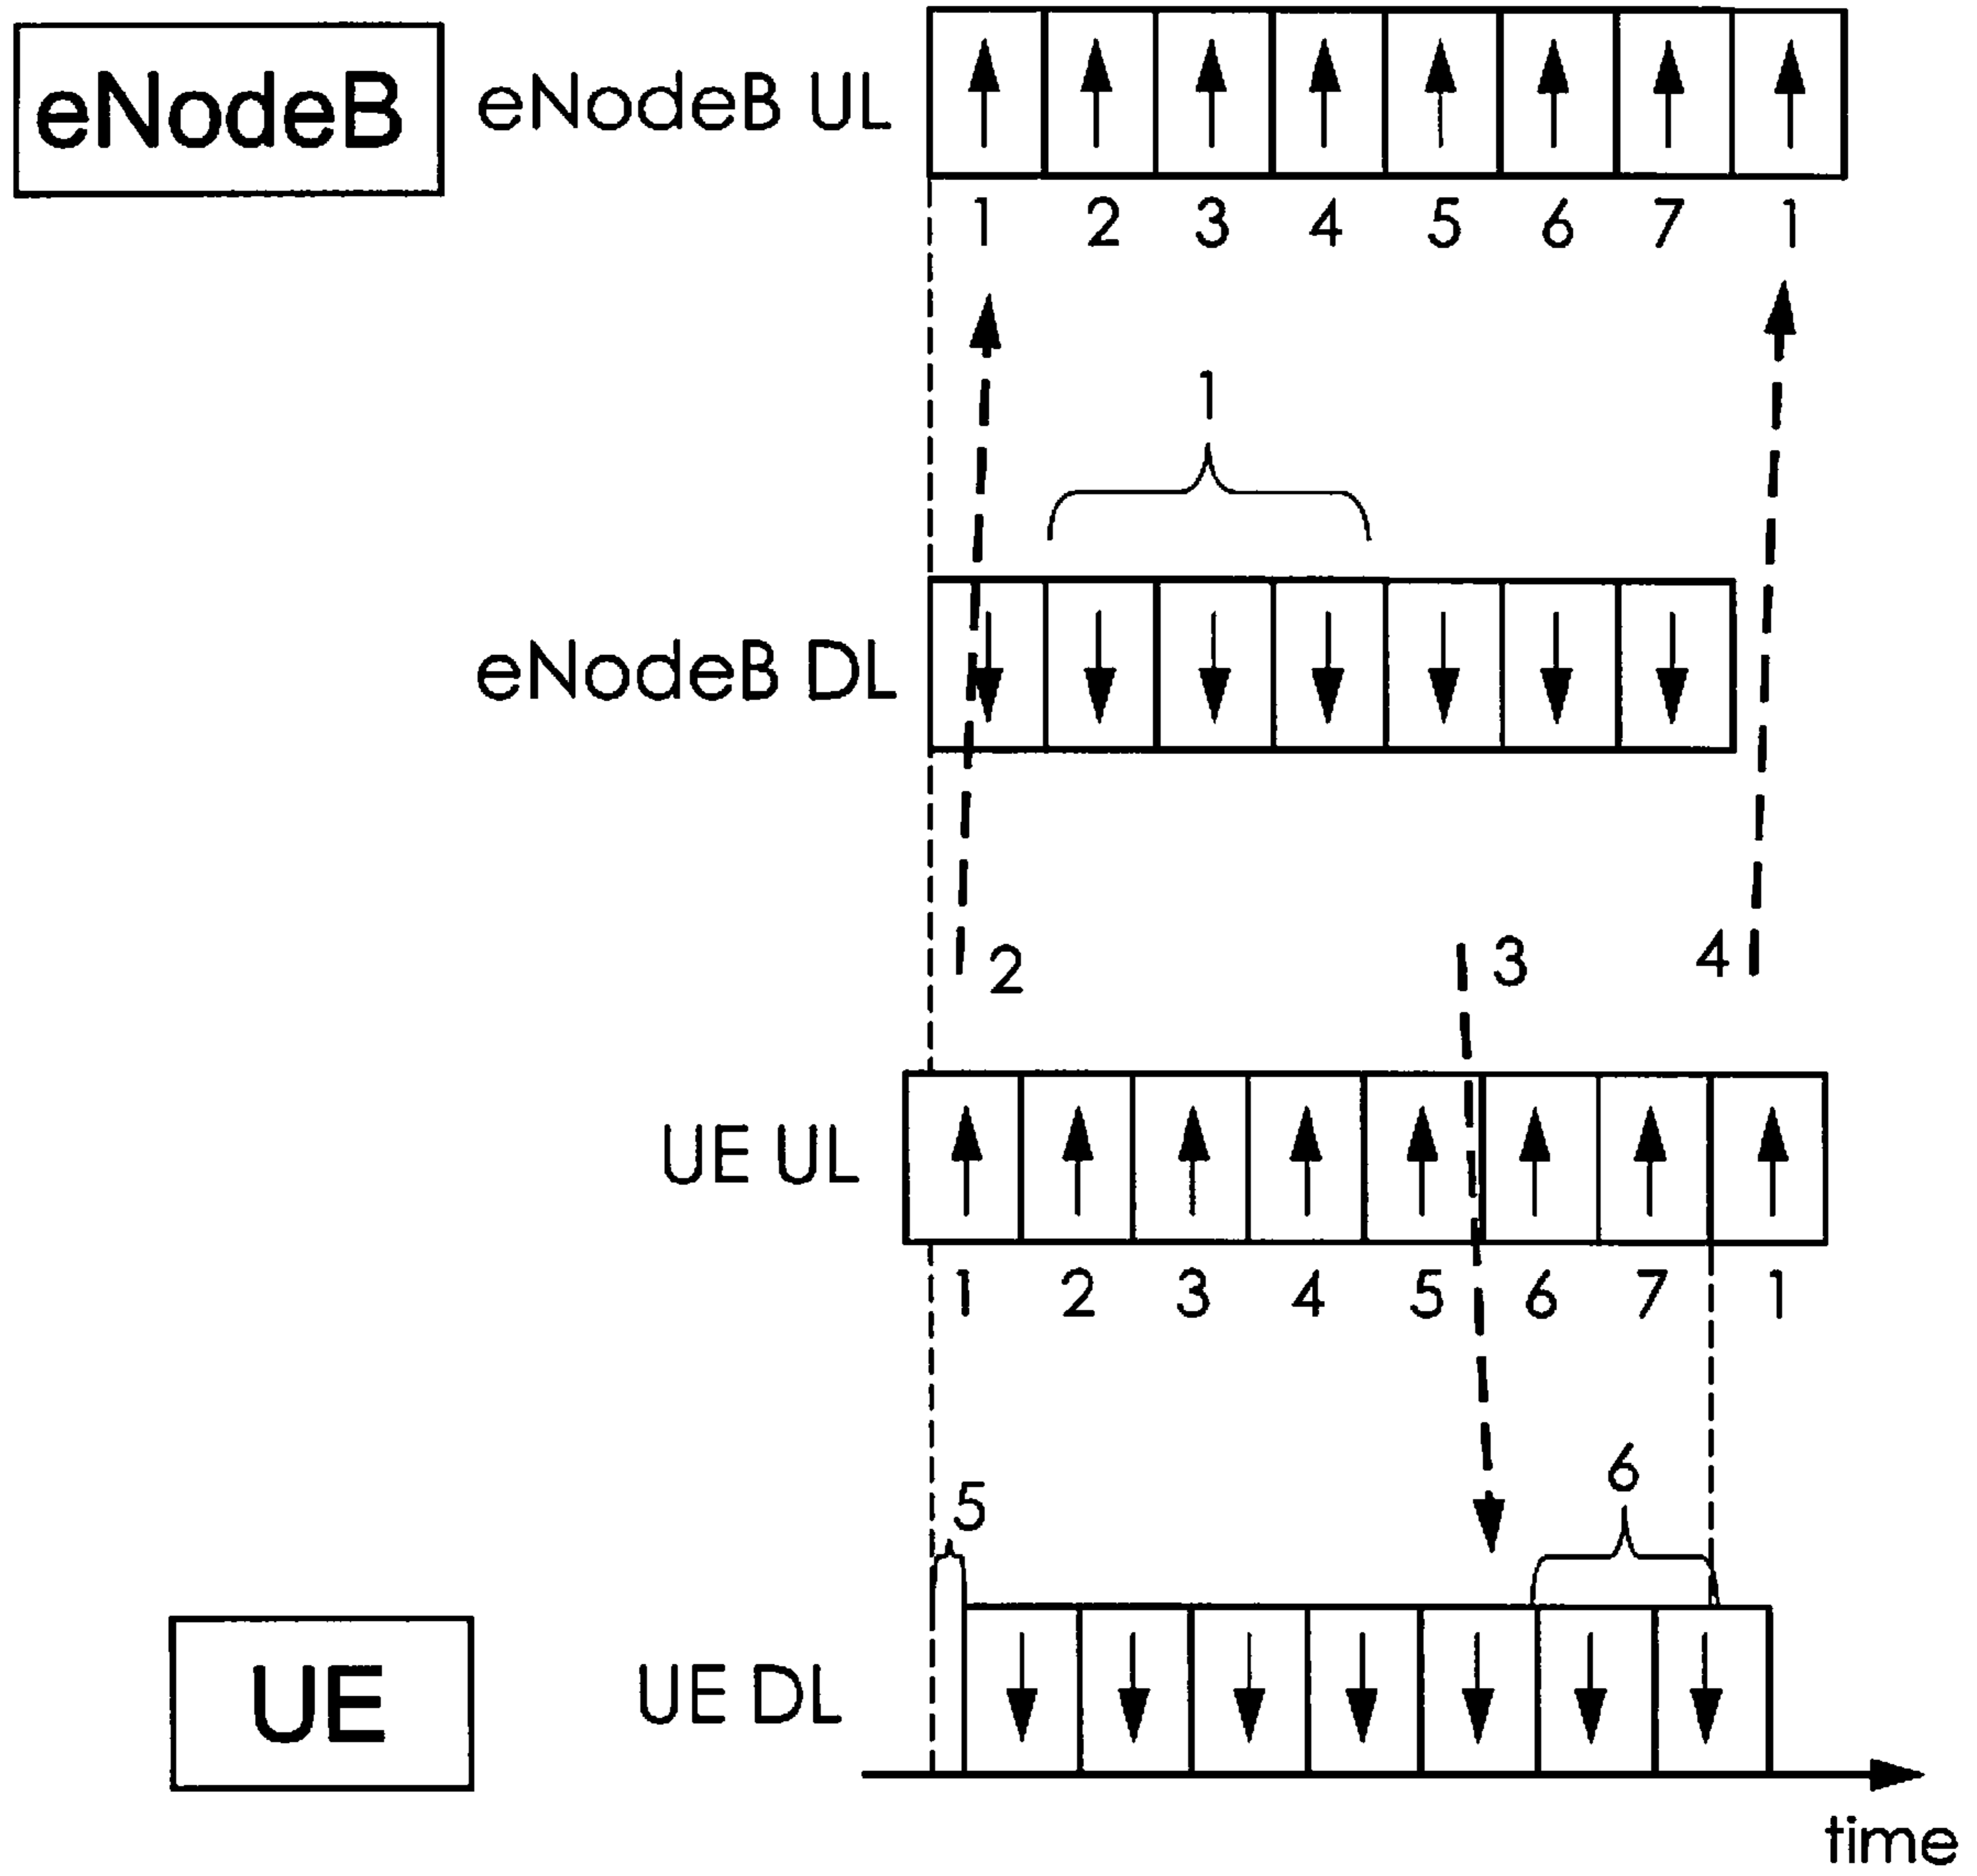 eNodeB eNodeB UL
1 2 3 4 5 6 7 1
1
eNodeB DL
2 3 4
UE UL
1 2 3 4 5 6 7 1
5 6
UE UE DL
time